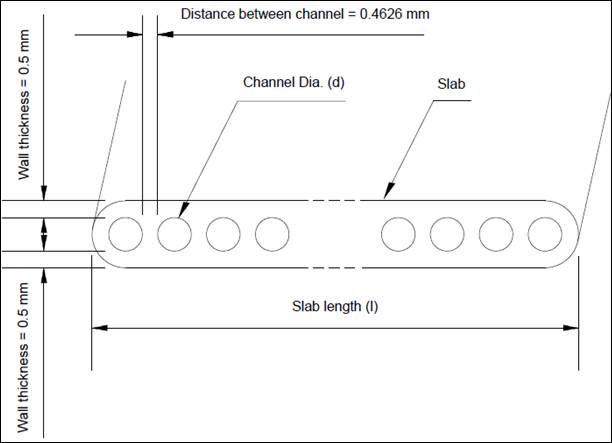 Distance between channel = 0.4626 mm
Wall thickness = 0.5 mm
Channel Dia. (d)
Slab
Slab length (l)
Wall thickness = 0.5 mm